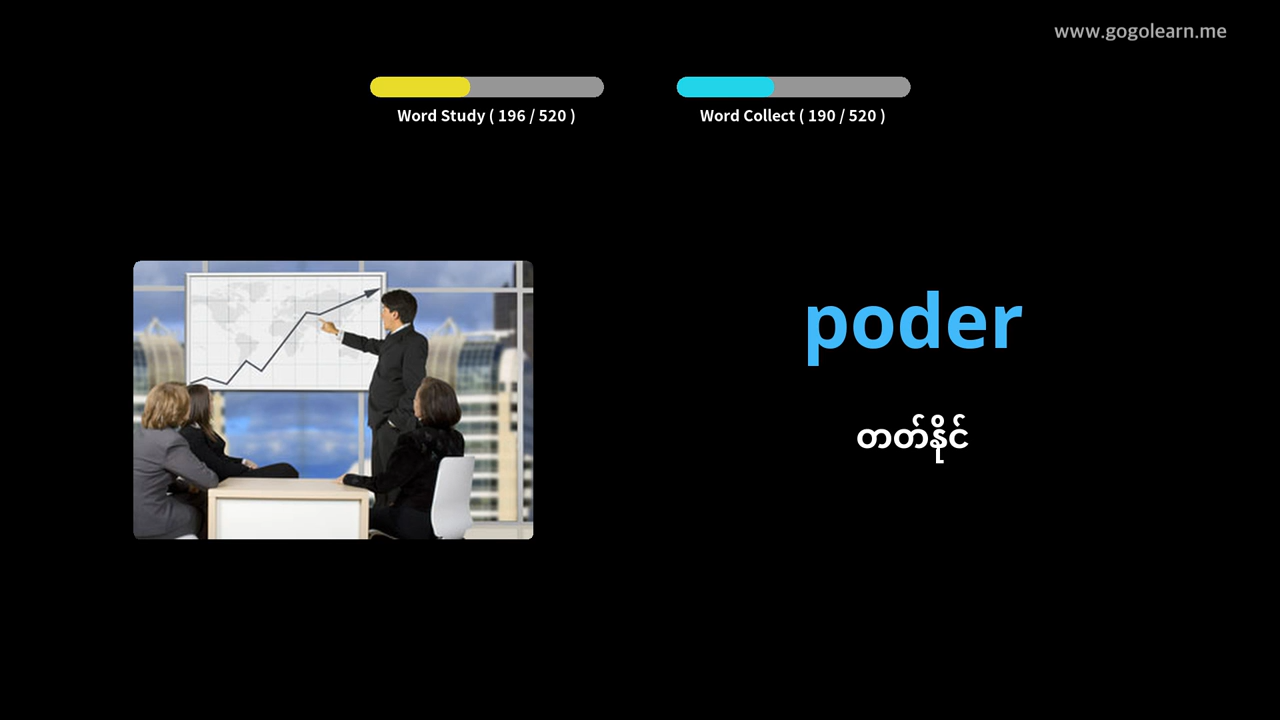 www.gogolearn.me
Word Study ( 196 / 520 )
Word Collect ( 190 / 520 )
poder
တတ်နိုင်